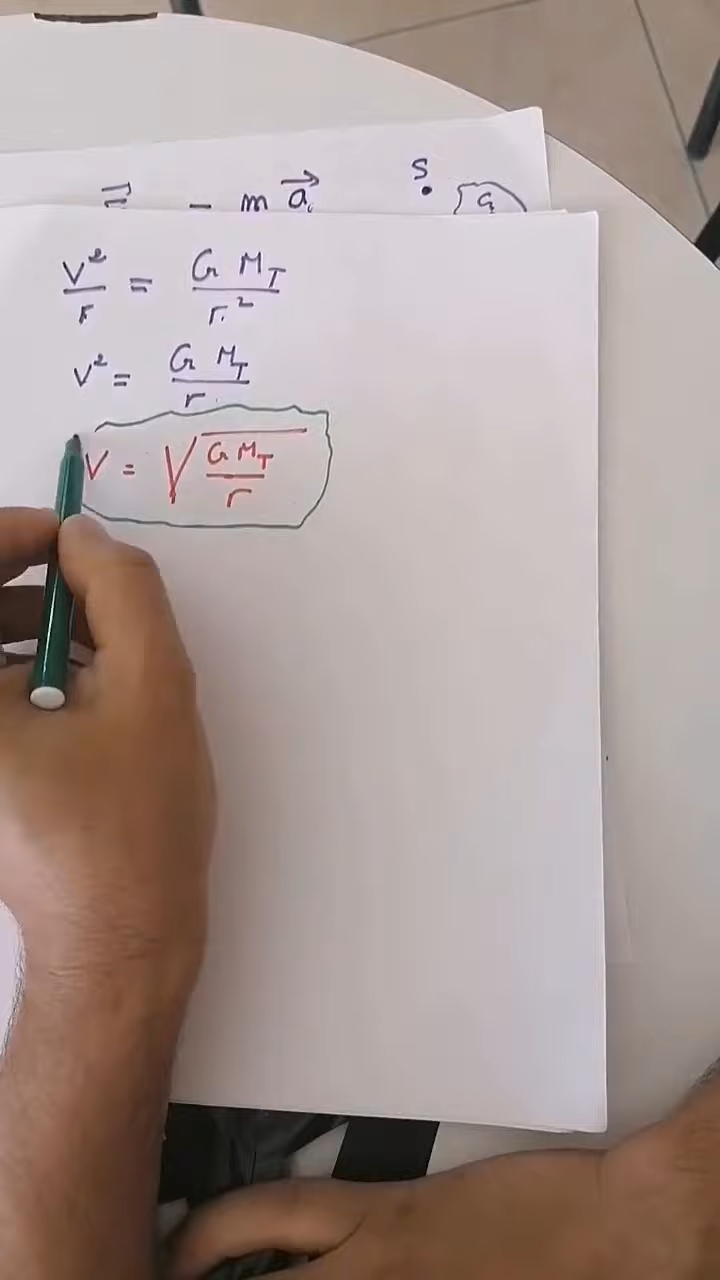 S
= m a⃗
G
V²/r = G M_T/r²
V² = G M_T/r
V = √(G M_T/r)